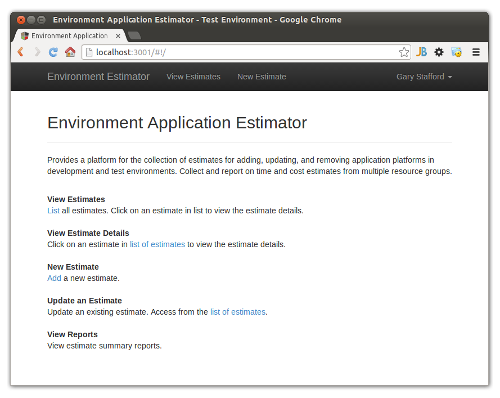 Environment Application Estimator - Test Environment - Google Chrome
Environment Application
localhost:3001/#!/
JB
Environment Estimator View Estimates New Estimate Gary Stafford
Environment Application Estimator
Provides a platform for the collection of estimates for adding, updating, and removing application platforms in
development and test environments. Collect and report on time and cost estimates from multiple resource groups.
View Estimates
List all estimates. Click on an estimate in list to view the estimate details.
View Estimate Details
Click on an estimate in list of estimates to view the estimate details.
New Estimate
Add a new estimate.
Update an Estimate
Update an existing estimate. Access from the list of estimates.
View Reports
View estimate summary reports.